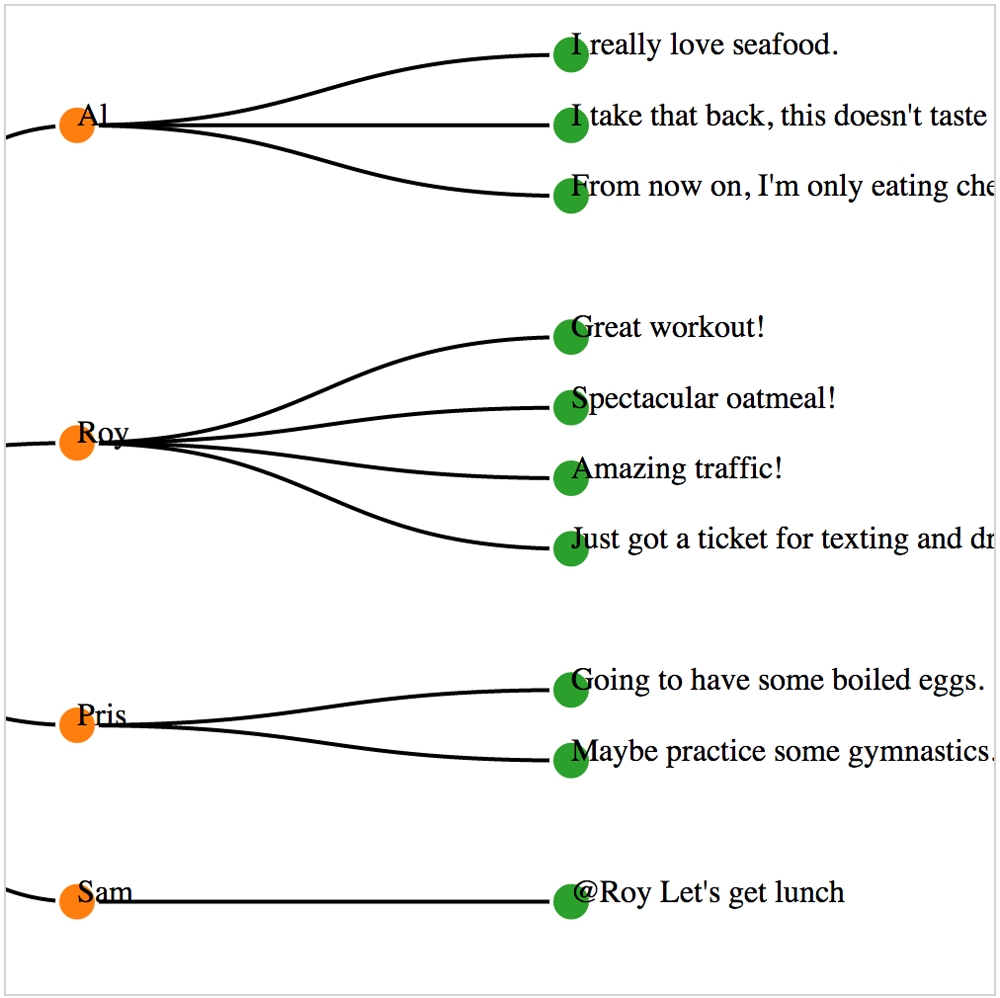 I really love seafood.
Al
I take that back, this doesn't taste
From now on, I'm only eating
Great workout!
Spectacular oatmeal!
Roy
Amazing traffic!
Just got a ticket for texting and
Going to have some boiled eggs.
Pris
Maybe practice some gymnastics.
Sam
@Roy Let's get lunch